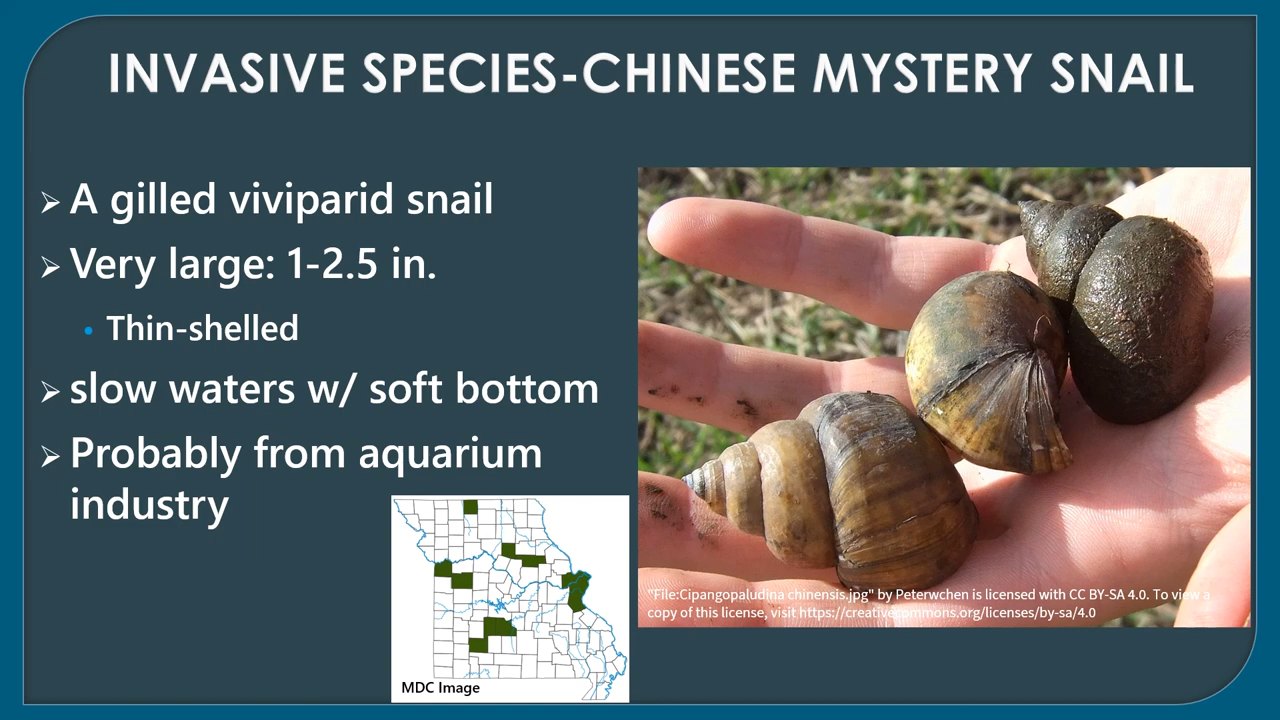 INVASIVE SPECIES-CHINESE MYSTERY SNAIL
A gilled viviparid snail
Very large: 1-2.5 in.
Thin-shelled
slow waters w/ soft bottom
Probably from aquarium
industry
MDC Image
"File:Cipangopaludina chinensis.jpg" by Peterwchen is licensed with CC BY-SA 4.0. To view a
copy of this license, visit https://creativecommons.org/licenses/by-sa/4.0